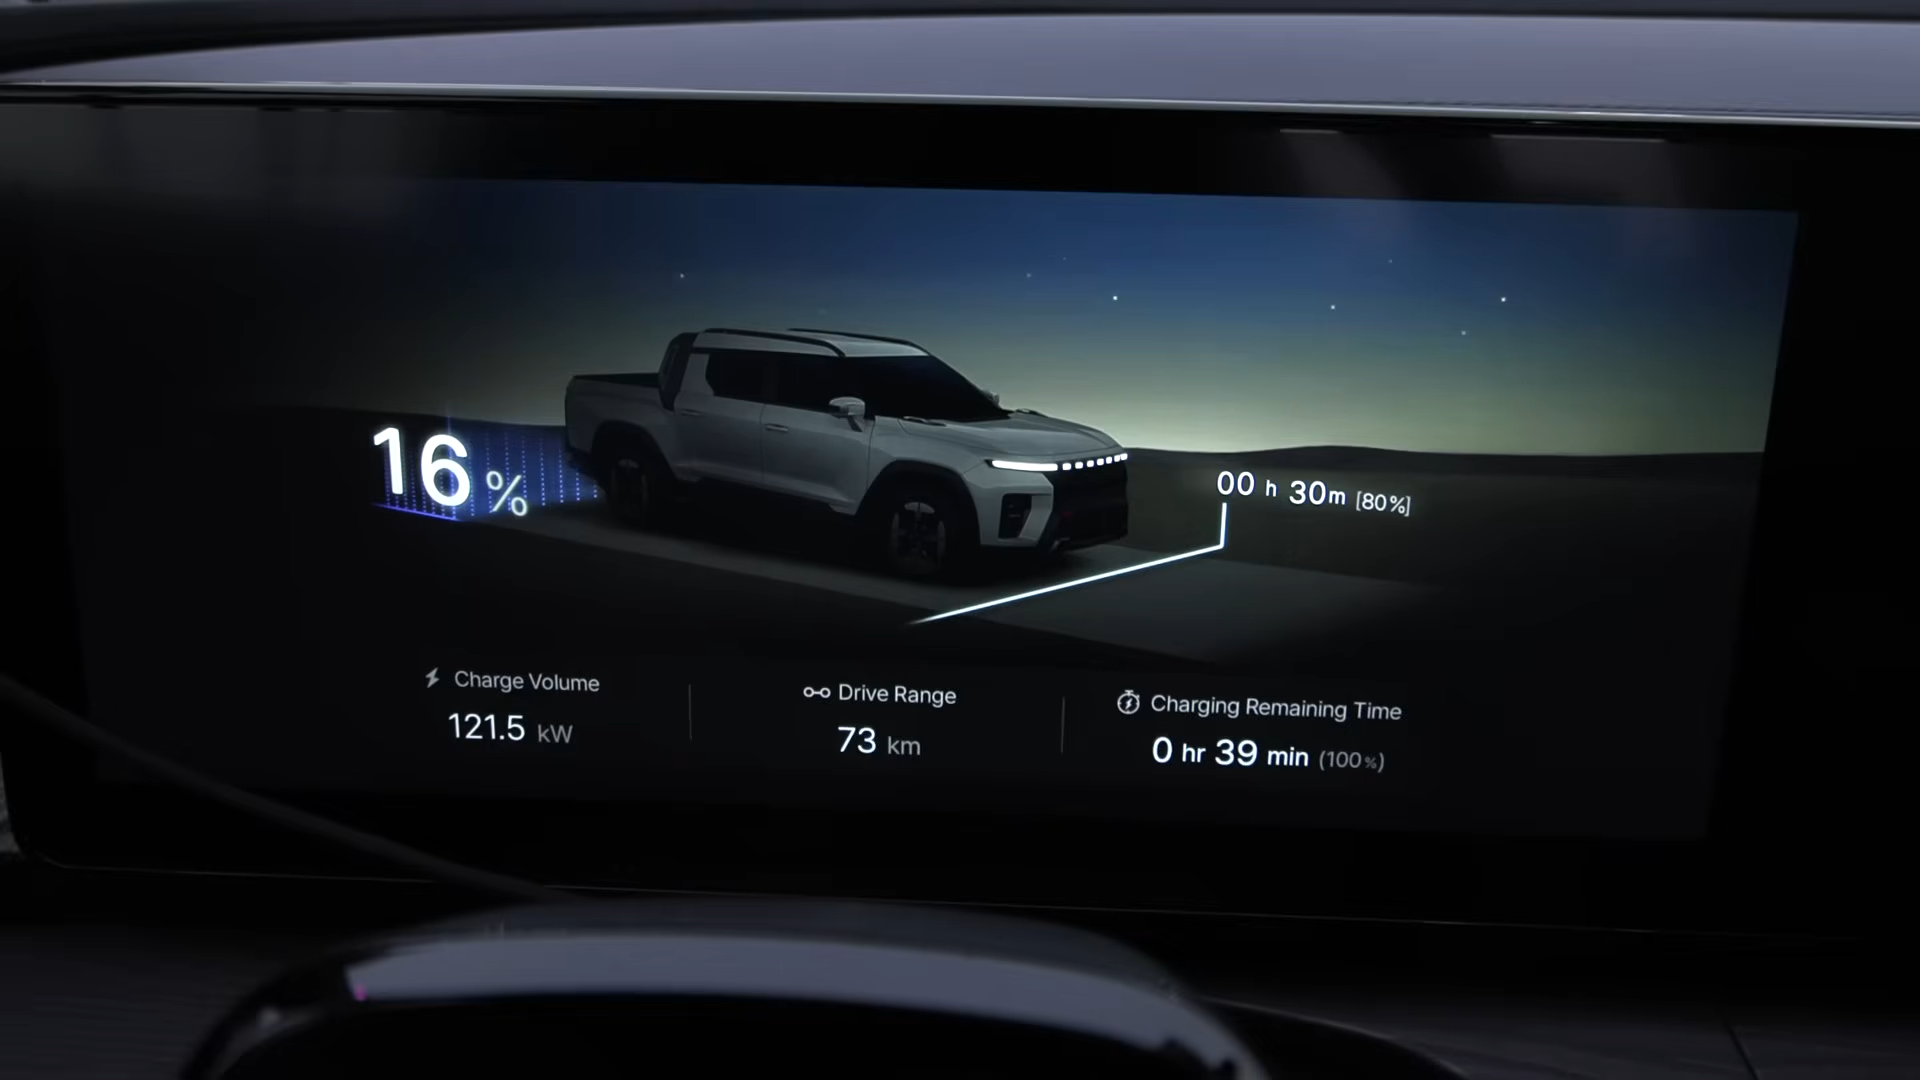 16 %
00 h 30m [80%]
Charge Volume
121.5 kW
Drive Range
73 km
Charging Remaining Time
0 hr 39 min (100%)